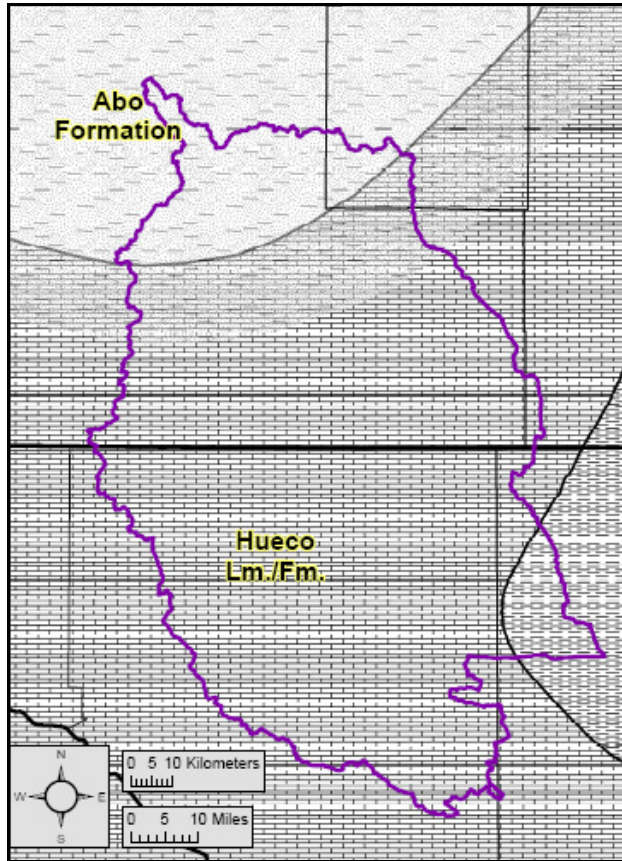 Abo
Formation
Hueco
Lm./Fm.
N
W E
S
0 5 10 Kilometers
0 5 10 Miles